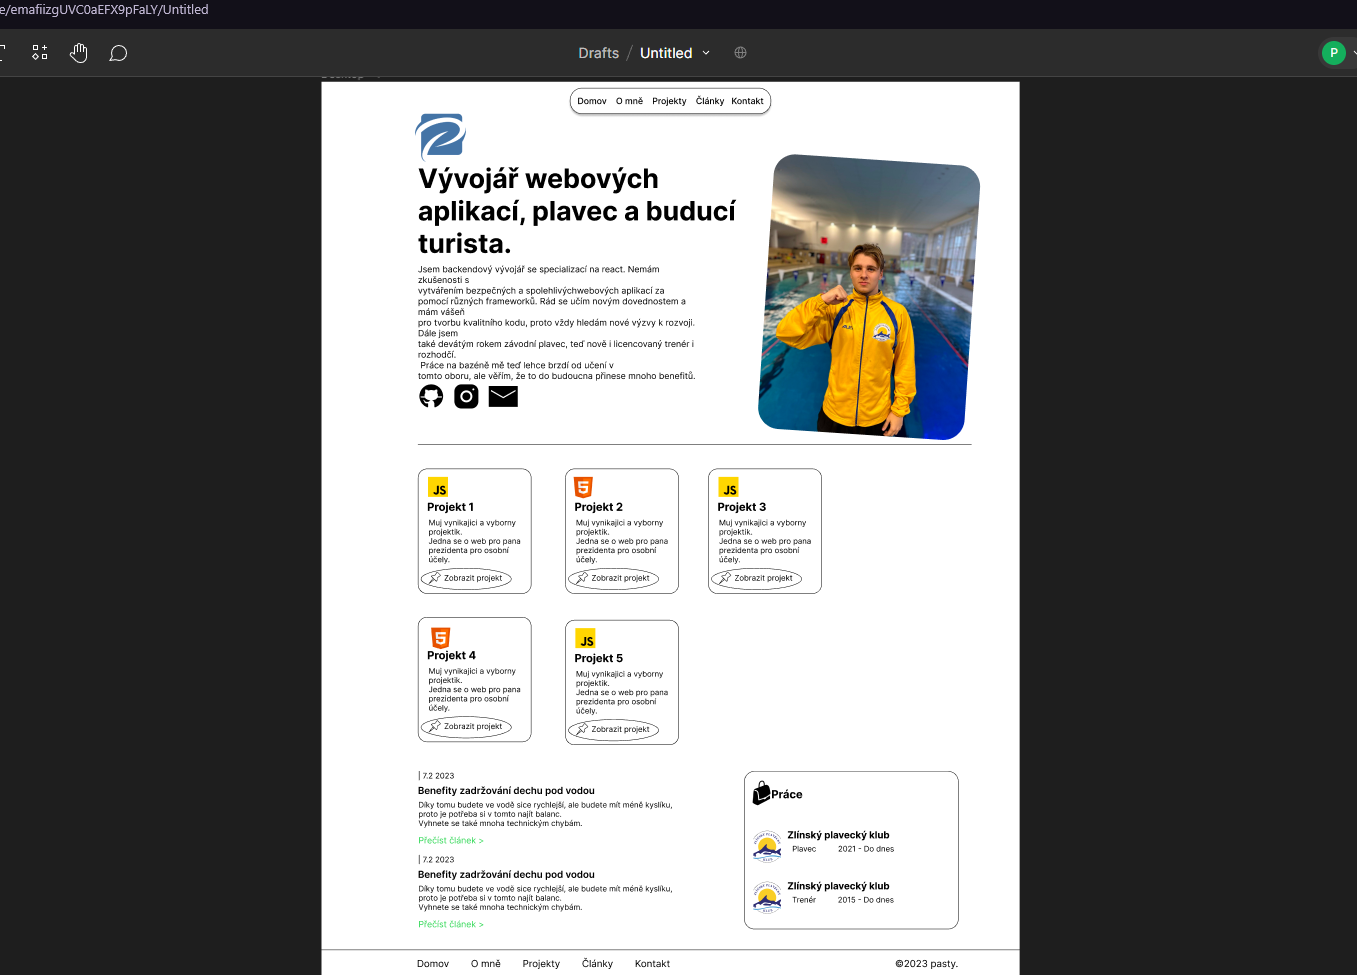 e/emafiizgUVC0aEFX9pFaLY/Untitled
Drafts / Untitled
P
Domov O mně Projekty Články Kontakt
Vývojář webových
aplikací, plavec a buducí
turista.
Jsem backendový vývojář se specializací na react. Nemám
zkušenosti s
vytvářením bezpečných a spolehlivýchwebových aplikací za
pomocí různých frameworků. Rád se učím novým dovednostem a
mám vášeň
pro tvorbu kvalitního kodu, proto vždy hledám nové výzvy k rozvoji.
Dále jsem
také devátým rokem závodní plavec, teď nově i licencovaný trenér i
rozhodčí.
Práce na bazéně mě teď lehce brzdí od učení v
tomto oboru, ale věřím, že to do budoucna přinese mnoho benefitů.
JS
Projekt 1
Muj vynikajici a vyborny
projektik.
Jedna se o web pro pana
prezidenta pro osobní
účely.
Zobrazit projekt
5
Projekt 2
Muj vynikajici a vyborny
projektik.
Jedna se o web pro pana
prezidenta pro osobní
účely.
Zobrazit projekt
JS
Projekt 3
Muj vynikajici a vyborny
projektik.
Jedna se o web pro pana
prezidenta pro osobní
účely.
Zobrazit projekt
5
Projekt 4
Muj vynikajici a vyborny
projektik.
Jedna se o web pro pana
prezidenta pro osobní
účely.
Zobrazit projekt
JS
Projekt 5
Muj vynikajici a vyborny
projektik.
Jedna se o web pro pana
prezidenta pro osobní
účely.
Zobrazit projekt
| 7.2 2023
Benefity zadržování dechu pod vodou
Díky tomu budete ve vodě sice rychlejší, ale budete mít méně kyslíku,
proto je potřeba si v tomto najít balanc.
Vyhnete se také mnoha technickým chybám.
Přečíst článek >
| 7.2 2023
Benefity zadržování dechu pod vodou
Díky tomu budete ve vodě sice rychlejší, ale budete mít méně kyslíku,
proto je potřeba si v tomto najít balanc.
Vyhnete se také mnoha technickým chybám.
Přečíst článek >
Práce
Zlínský plavecký klub
Plavec 2021 - Do dnes
Zlínský plavecký klub
Trenér 2015 - Do dnes
Domov O mně Projekty Články Kontakt
©2023 pasty.